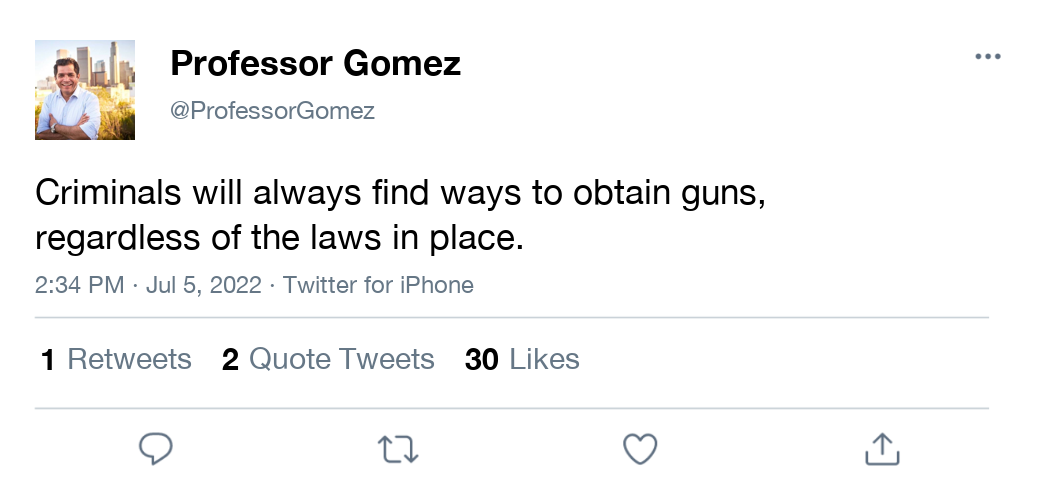 Professor Gomez
@ProfessorGomez
Criminals will always find ways to obtain guns,
regardless of the laws in place.
2:34 PM · Jul 5, 2022 · Twitter for iPhone
1 Retweets 2 Quote Tweets 30 Likes